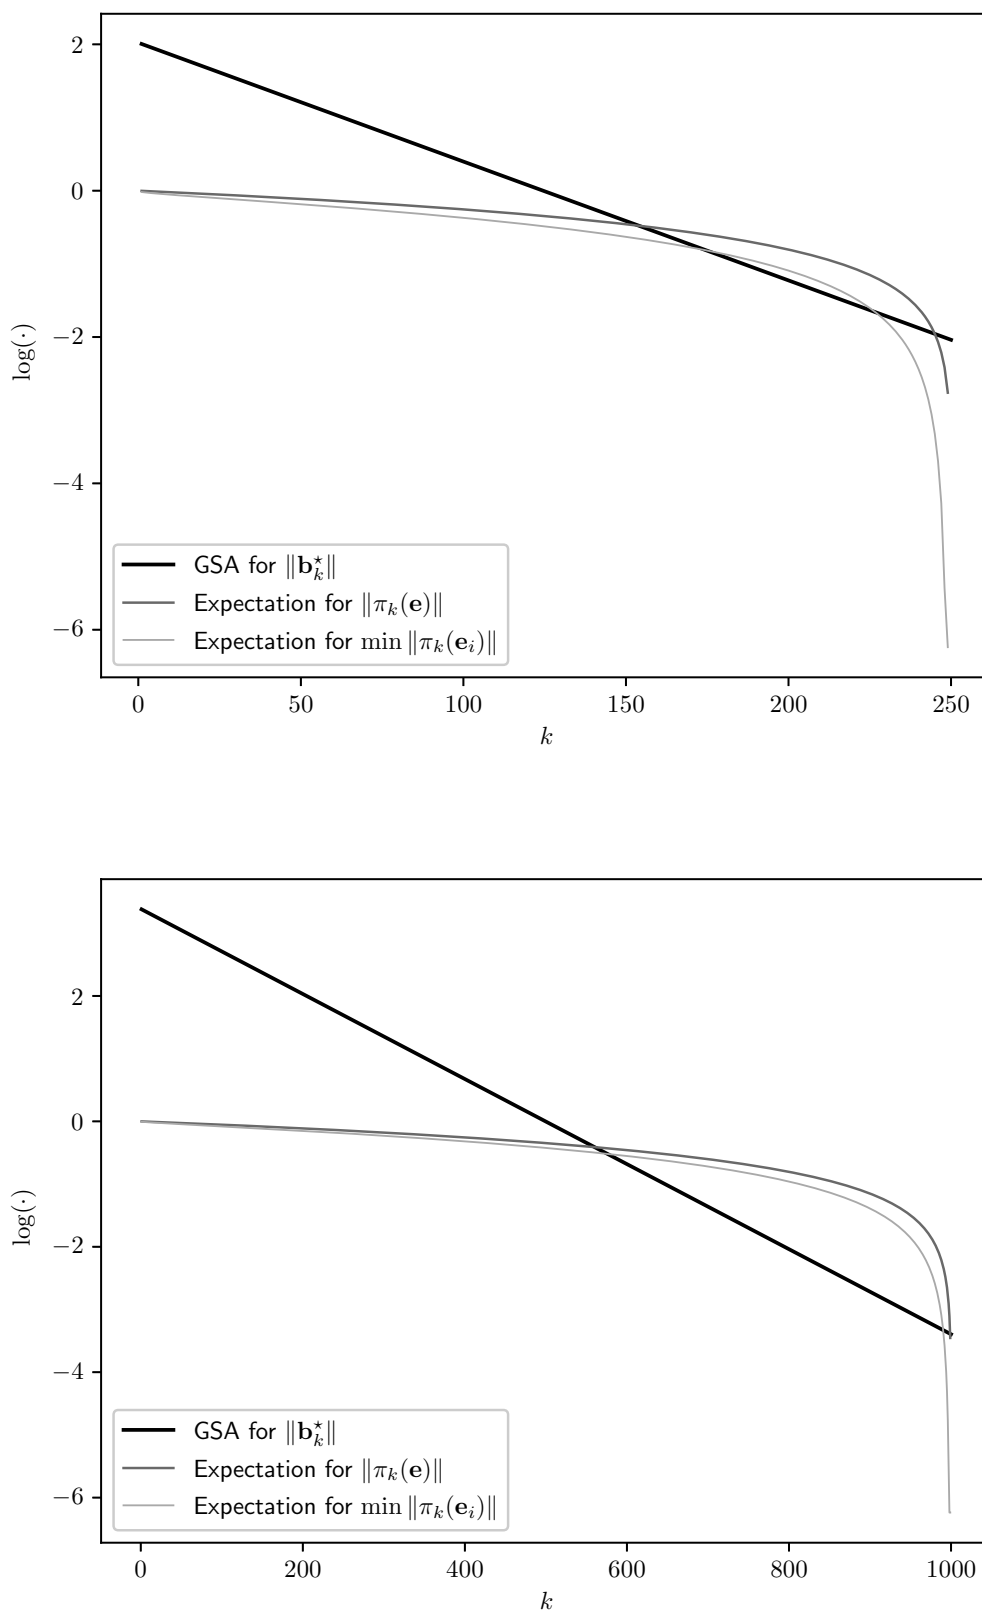 2
0
−2
−4
−6
log(·)
GSA for ‖b⋆k‖
Expectation for ‖πk(e)‖
Expectation for min ‖πk(ei)‖
0 50 100 150 200 250
k
2
0
−2
−4
−6
log(·)
GSA for ‖b⋆k‖
Expectation for ‖πk(e)‖
Expectation for min ‖πk(ei)‖
0 200 400 600 800 1000
k